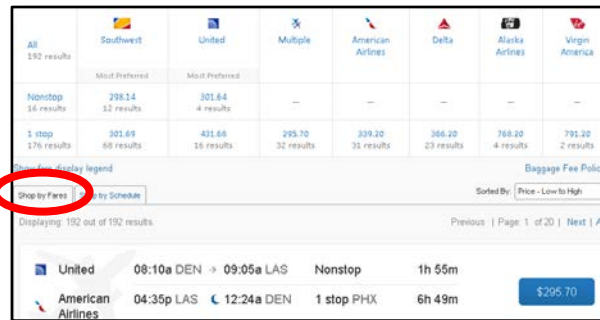 All
192 results
Southwest
United
Multiple
American
Airlines
Delta
Alaska
Airlines
Virgin
America
Most Preferred
Most Preferred
Nonstop
16 results
298.14
12 results
301.64
4 results
—
—
—
—
—
1 stop
176 results
301.69
68 results
431.66
16 results
295.70
32 results
339.20
31 results
366.20
23 results
768.20
4 results
791.20
2 results
Show fare display legend
Baggage Fee Polic
Shop by Fares
Shop by Schedule
Sorted By: Price - Low to High
Displaying: 192 out of 192 results.
Previous | Page: 1 of 20 | Next | A
United 08:10a DEN → 09:05a LAS Nonstop 1h 55m
American
Airlines
04:35p LAS 12:24a DEN 1 stop PHX 6h 49m
$295.70